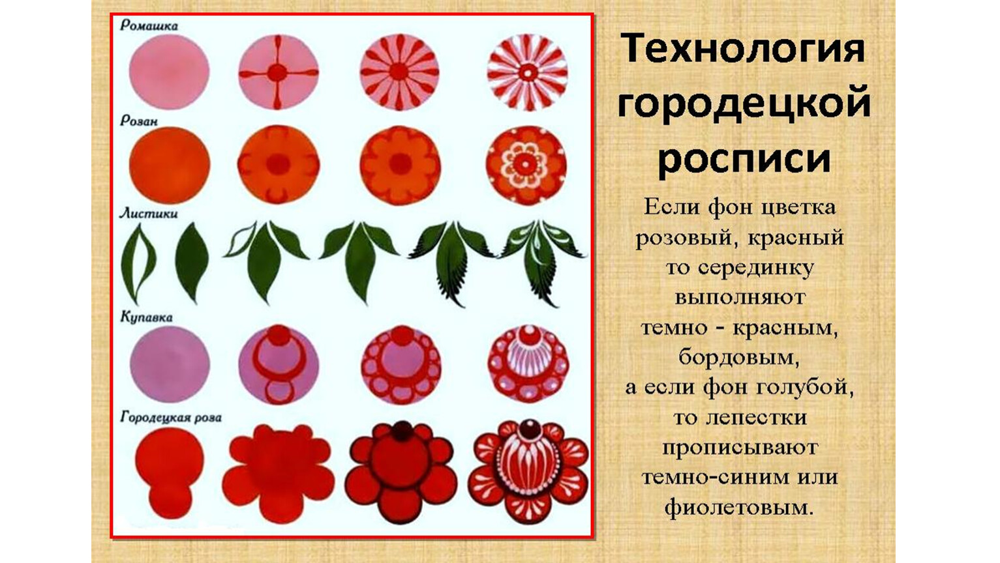 Ромашка
Розан
Листики
Купавка
Городецкая роза
Технология
городецкой
росписи
Если фон цветка
розовый, красный
то серединку
выполняют
темно - красным,
бордовым,
а если фон голубой,
то лепестки
прописывают
темно-синим или
фиолетовым.